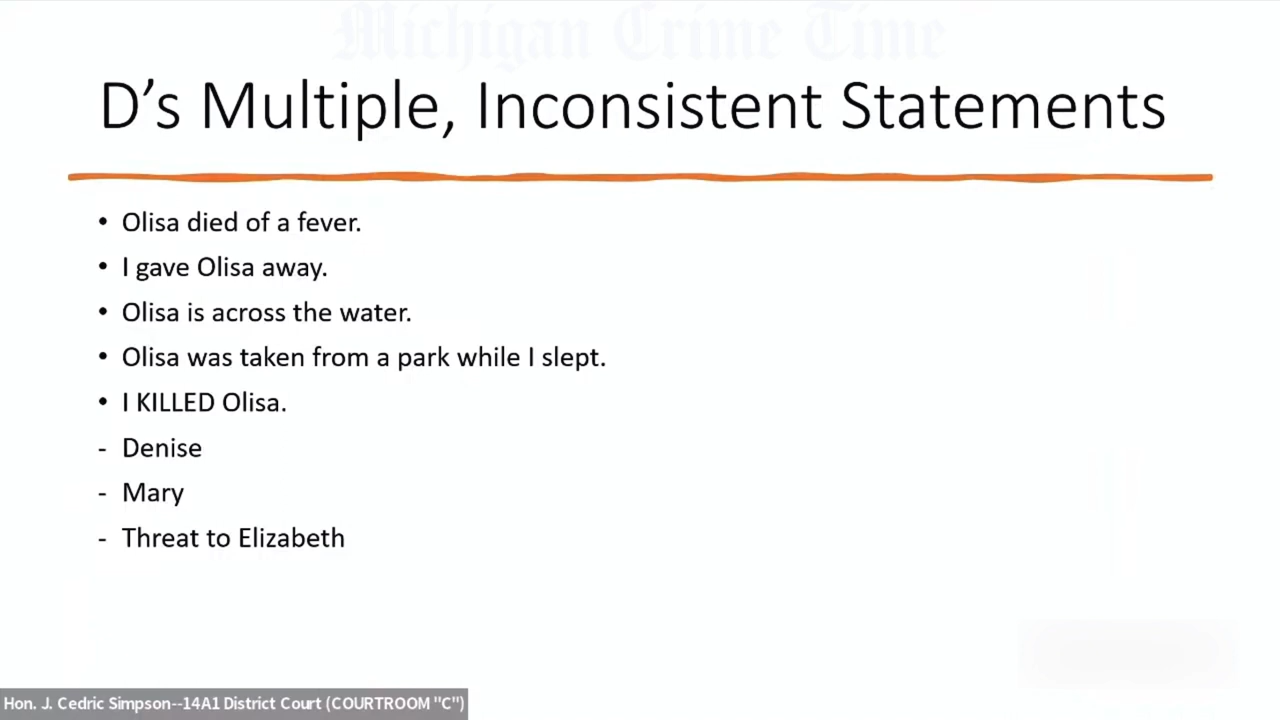 Michigan Crime Time
D’s Multiple, Inconsistent Statements
• Olisa died of a fever.
• I gave Olisa away.
• Olisa is across the water.
• Olisa was taken from a park while I slept.
• I KILLED Olisa.
- Denise
- Mary
- Threat to Elizabeth
Hon. J. Cedric Simpson--14A1 District Court (COURTROOM "C")